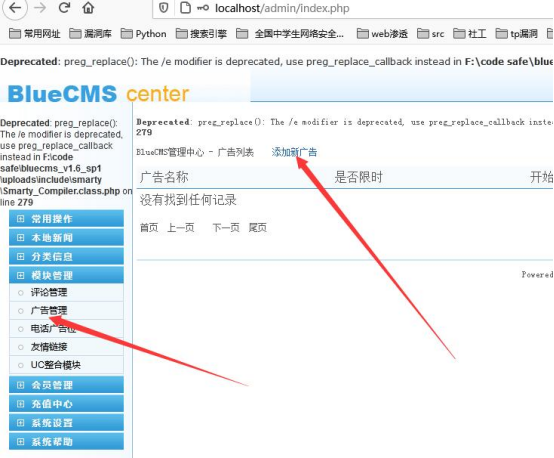 localhost/admin/index.php
常用网址 漏洞库 Python 搜索引擎 全国中学生网络安全... web渗透 src 社工 tp漏洞
Deprecated: preg_replace(): The /e modifier is deprecated, use preg_replace_callback instead in F:\code safe\blue
BlueCMS center
Deprecated: preg_replace():
The /e modifier is deprecated,
use preg_replace_callback
instead in F:\code
safe\bluecms_v1.6_sp1
\uploads\include\smarty
\Smarty_Compiler.class.php on
line 279
常用操作
本地新闻
分类信息
模块管理
评论管理
广告管理
电话广告位
友情链接
UC整合模块
会员管理
充值中心
系统设置
系统帮助
Deprecated: preg_replace(): The /e modifier is deprecated, use preg_replace_callback inste
279
BlueCMS管理中心 - 广告列表 添加新广告
广告名称 是否限时 开始
没有找到任何记录
首页 上一页 下一页 尾页
Powered